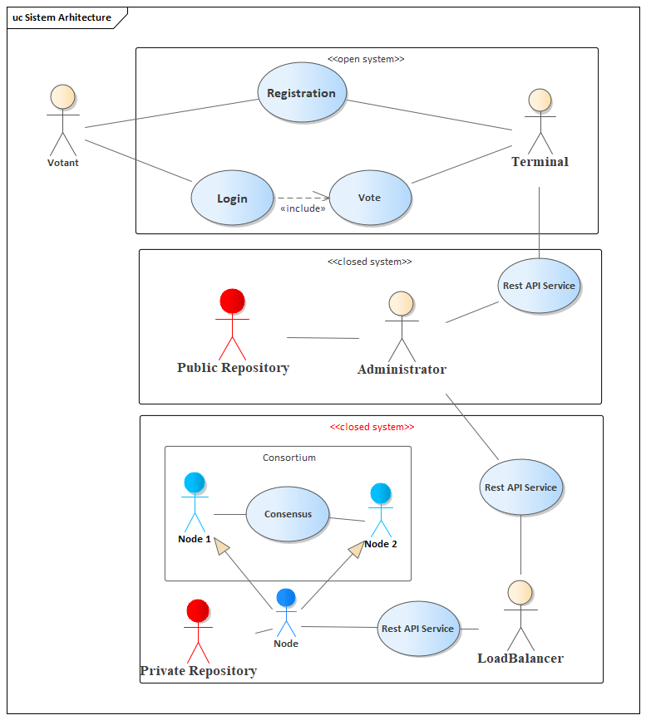 uc Sistem Arhitecture
<<open system>>
Registration
Votant
Terminal
Login
«include»
Vote
<<closed system>>
Rest API Service
Public Repository
Administrator
<<closed system>>
Consortium
Rest API Service
Consensus
Node 1
Node 2
Node
Rest API Service
Private Repository
LoadBalancer